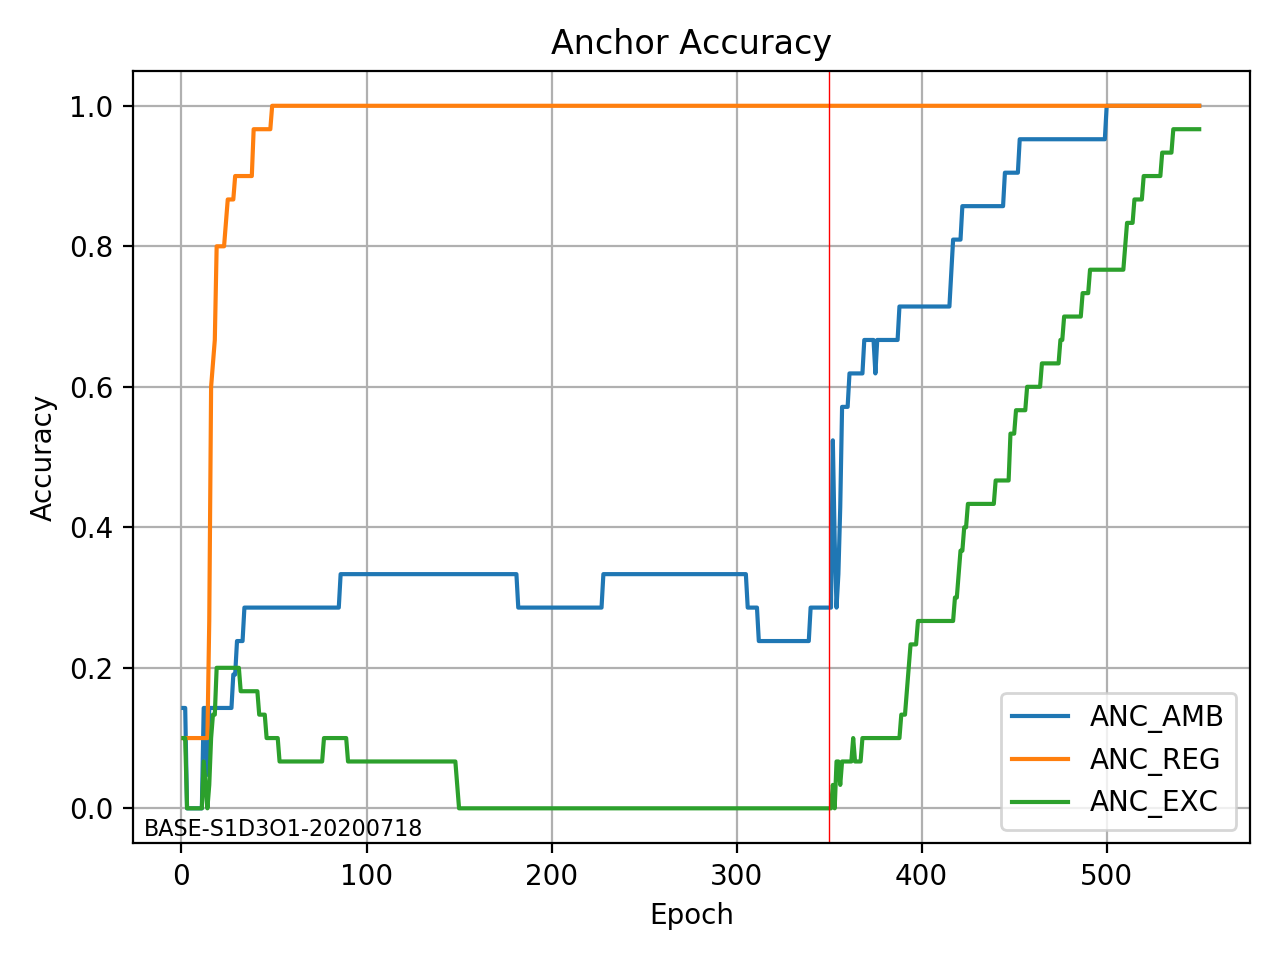 Anchor Accuracy
Accuracy
1.0
0.8
0.6
0.4
0.2
0.0
ANC_AMB
ANC_REG
ANC_EXC
BASE-S1D3O1-20200718
0 100 200 300 400 500
Epoch